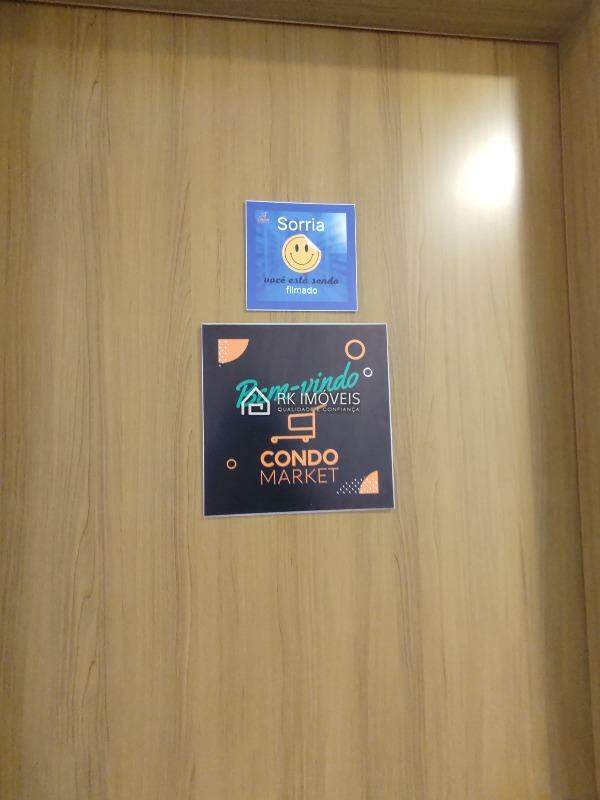 Sorria
você está sendo
filmado
Bem-vindo
RK IMÓVEIS
QUALIDADE E CONFIANÇA
CONDO
MARKET